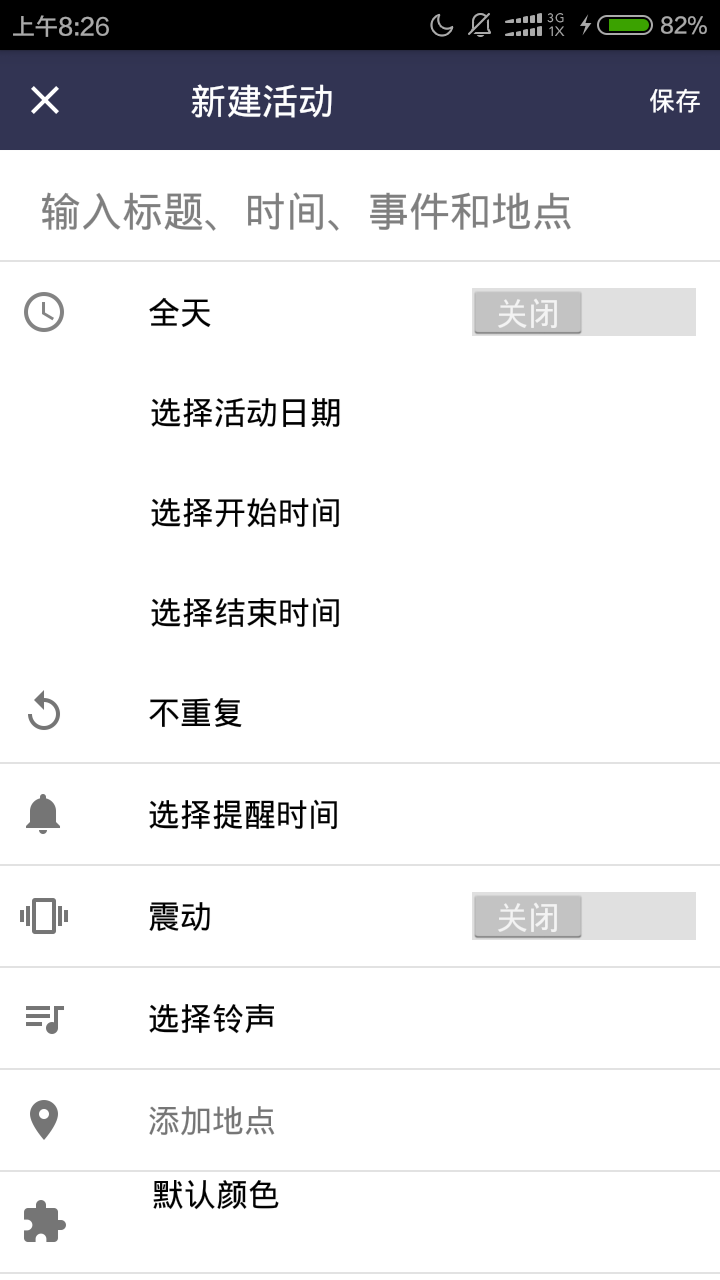 上午8:26
3G
1X
82%
新建活动
保存
输入标题、时间、事件和地点
全天
关闭
选择活动日期
选择开始时间
选择结束时间
不重复
选择提醒时间
震动
关闭
选择铃声
添加地点
默认颜色